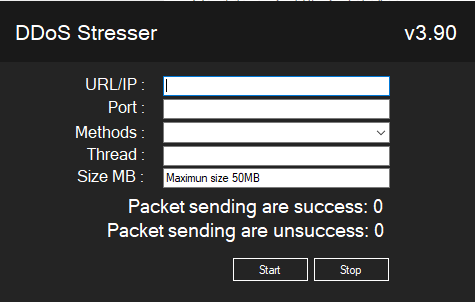 DDoS Stresser v3.90
URL/IP :
Port :
Methods :
Thread :
Size MB : Maximun size 50MB
Packet sending are success: 0
Packet sending are unsuccess: 0
Start Stop